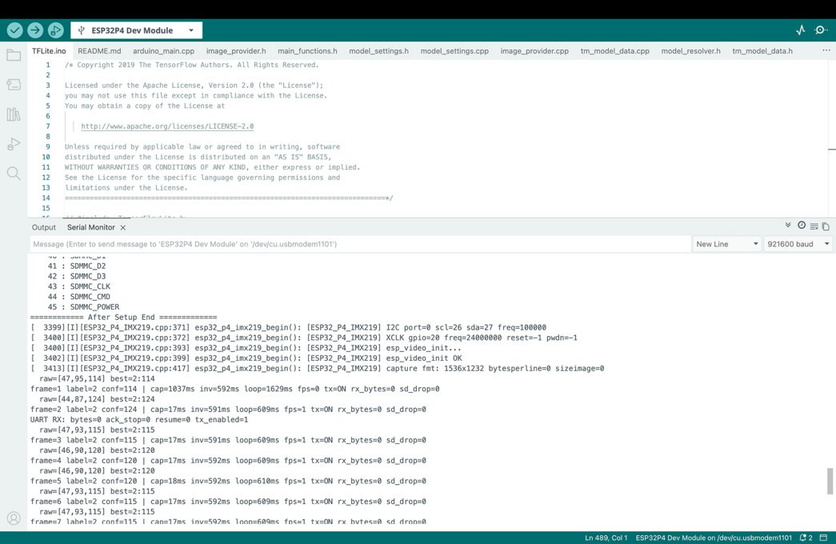 ESP32P4 Dev Module
TFLite.ino README.md arduino_main.cpp image_provider.h main_functions.h model_settings.h model_settings.cpp image_provider.cpp tm_model_data.cpp model_resolver.h tm_model_data.h
1 /* Copyright 2019 The TensorFlow Authors. All Rights Reserved.
2
3 Licensed under the Apache License, Version 2.0 (the "License");
4 you may not use this file except in compliance with the License.
5 You may obtain a copy of the License at
6
7 http://www.apache.org/licenses/LICENSE-2.0
8
9 Unless required by applicable law or agreed to in writing, software
10 distributed under the License is distributed on an "AS IS" BASIS,
11 WITHOUT WARRANTIES OR CONDITIONS OF ANY KIND, either express or implied.
12 See the License for the specific language governing permissions and
13 limitations under the License.
14 ==============================================================================*/
15
Output Serial Monitor
Message (Enter to send message to 'ESP32P4 Dev Module' on '/dev/cu.usbmodem1101') New Line 921600 baud
40 : SDMMC_D1
41 : SDMMC_D2
42 : SDMMC_D3
43 : SDMMC_CLK
44 : SDMMC_CMD
45 : SDMMC_POWER
============ After Setup End =============
[ 3399][I][ESP32_P4_IMX219.cpp:371] esp32_p4_imx219_begin(): [ESP32_P4_IMX219] I2C port=0 scl=26 sda=27 freq=100000
[ 3400][I][ESP32_P4_IMX219.cpp:372] esp32_p4_imx219_begin(): [ESP32_P4_IMX219] XCLK gpio=20 freq=24000000 reset=-1 pwdn=-1
[ 3400][I][ESP32_P4_IMX219.cpp:393] esp32_p4_imx219_begin(): [ESP32_P4_IMX219] esp_video_init...
[ 3402][I][ESP32_P4_IMX219.cpp:399] esp32_p4_imx219_begin(): [ESP32_P4_IMX219] esp_video_init OK
[ 3413][I][ESP32_P4_IMX219.cpp:417] esp32_p4_imx219_begin(): [ESP32_P4_IMX219] capture fmt: 1536x1232 bytesperline=0 sizeimage=0
raw=[47,95,114] best=2:114
frame=1 label=2 conf=114 | cap=1037ms inv=592ms loop=1629ms fps≈0 tx=ON rx_bytes=0 sd_drop=0
raw=[44,87,124] best=2:124
frame=2 label=2 conf=124 | cap=17ms inv=591ms loop=609ms fps≈1 tx=ON rx_bytes=0 sd_drop=0
UART RX: bytes=0 ack_stop=0 resume=0 tx_enabled=1
raw=[47,93,115] best=2:115
frame=3 label=2 conf=115 | cap=17ms inv=591ms loop=609ms fps≈1 tx=ON rx_bytes=0 sd_drop=0
raw=[46,90,120] best=2:120
frame=4 label=2 conf=120 | cap=17ms inv=592ms loop=609ms fps≈1 tx=ON rx_bytes=0 sd_drop=0
raw=[46,90,120] best=2:120
frame=5 label=2 conf=120 | cap=18ms inv=592ms loop=610ms fps≈1 tx=ON rx_bytes=0 sd_drop=0
raw=[47,93,115] best=2:115
frame=6 label=2 conf=115 | cap=17ms inv=592ms loop=609ms fps≈1 tx=ON rx_bytes=0 sd_drop=0
raw=[47,93,115] best=2:115
frame=7 label=2 conf=115 | cap=17ms inv=592ms loop=609ms fps≈1 tx=ON rx_bytes=0 sd_drop=0
Ln 489, Col 1 ESP32P4 Dev Module on /dev/cu.usbmodem1101 2